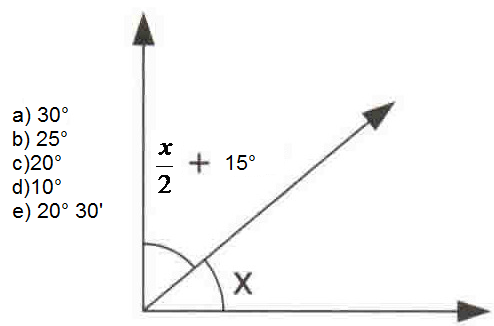 a) 30°
b) 25°
c)20°
d)10°
e) 20° 30'
x/2 + 15°
X